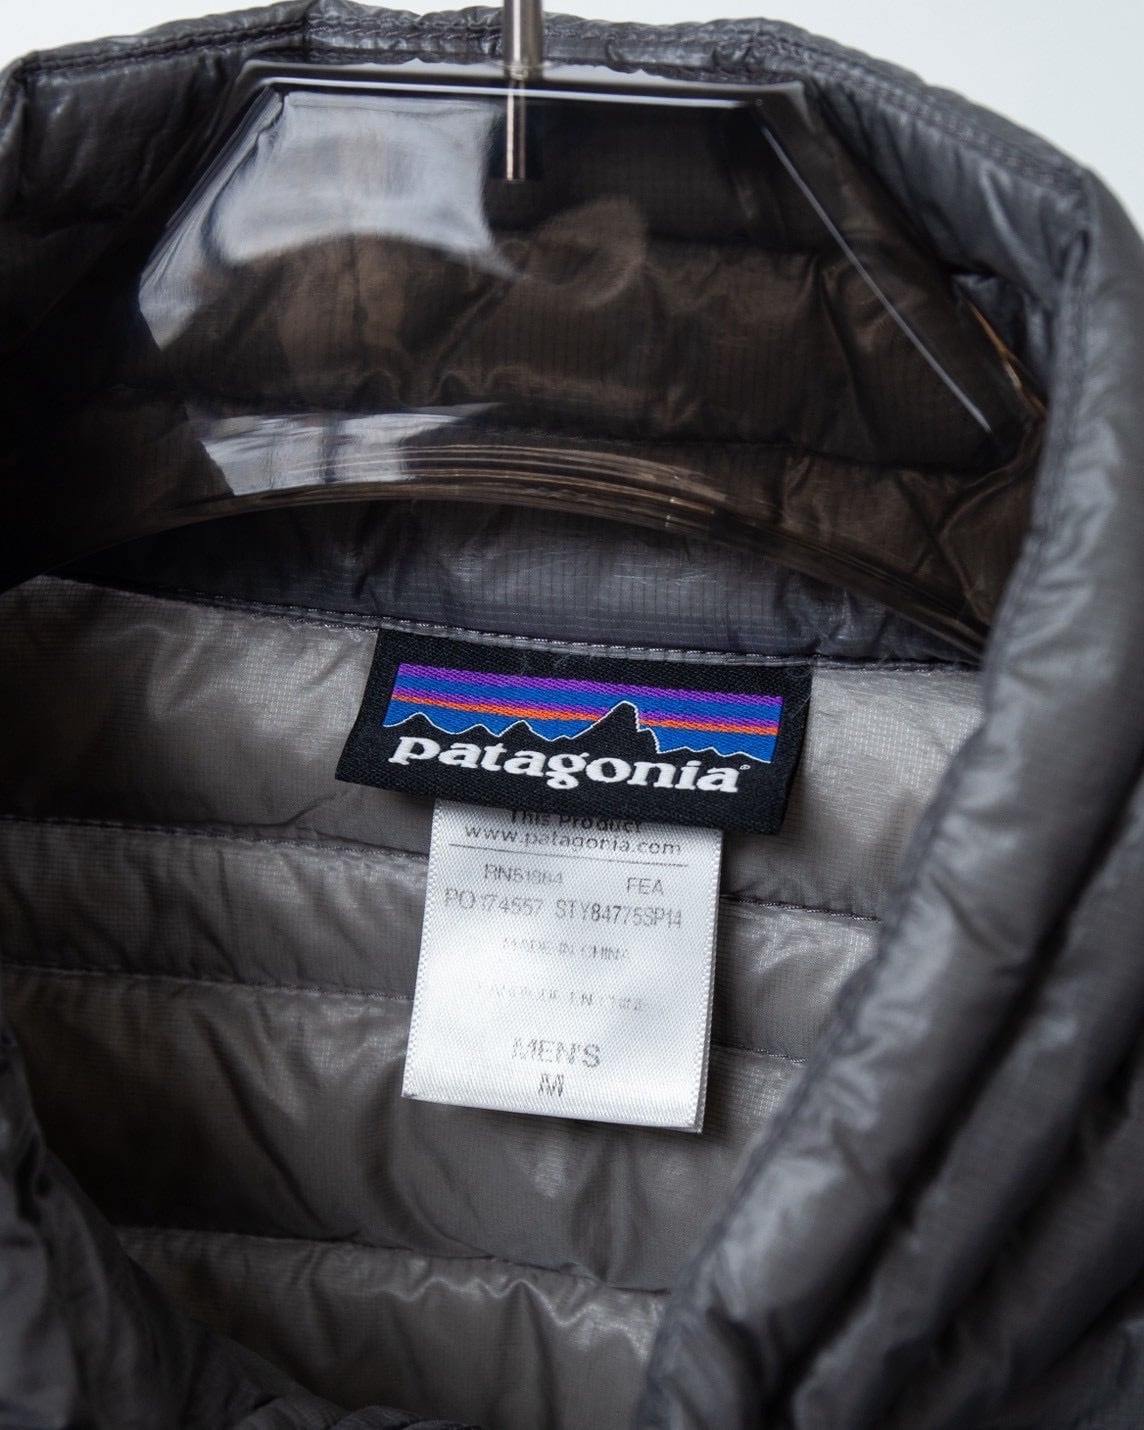 patagonia®
This Product
www.patagonia.com
RN51884 FEA
PO174557 STY84775SP14
MADE IN CHINA
MEN'S
M